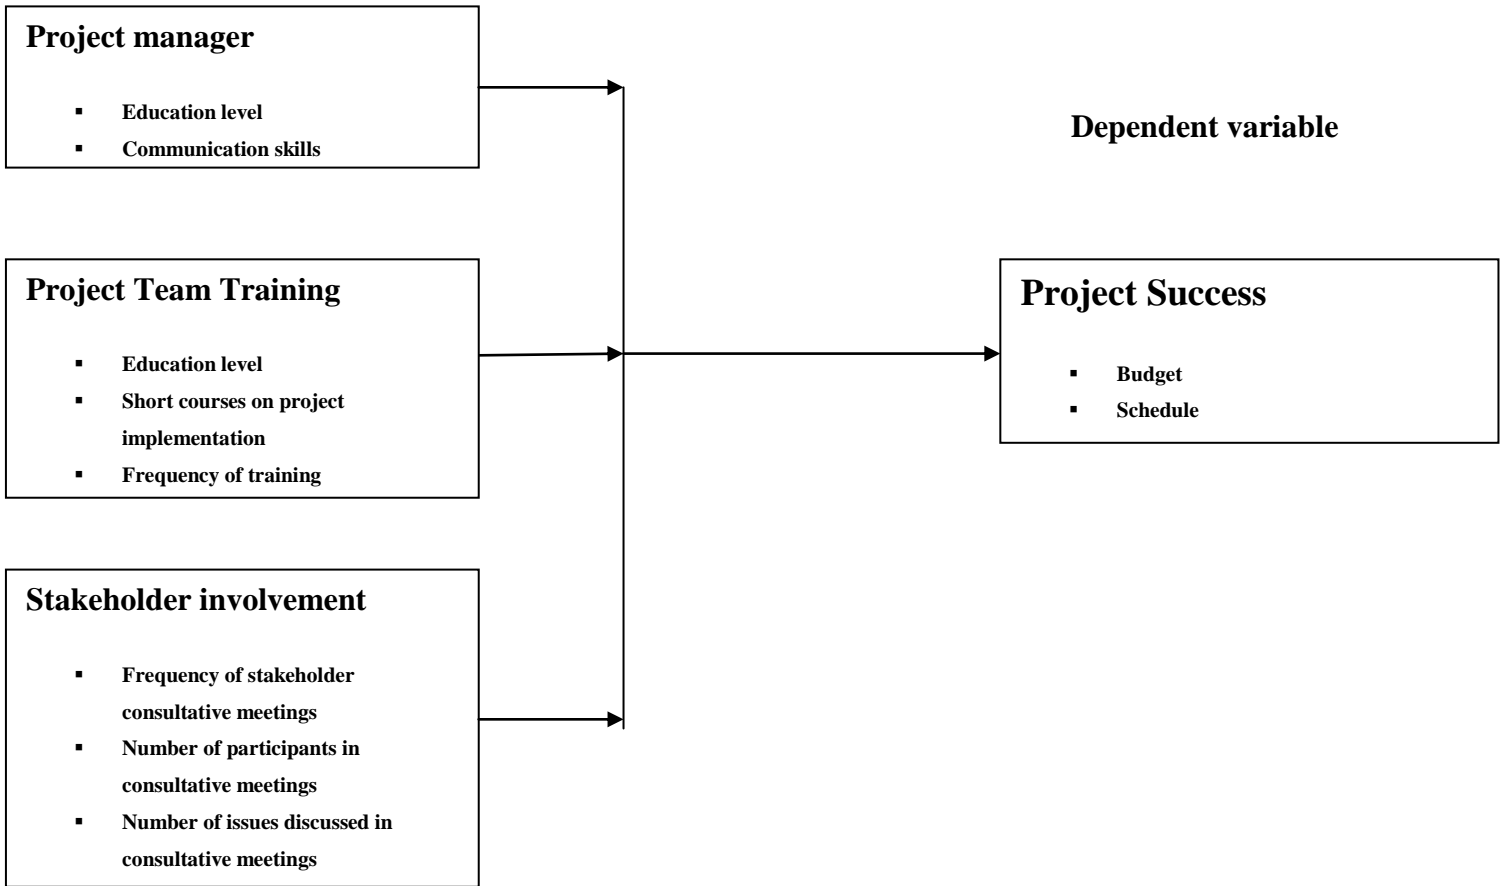 Project manager
▪ Education level
▪ Communication skills
Dependent variable
Project Team Training
▪ Education level
▪ Short courses on project
implementation
▪ Frequency of training
Project Success
▪ Budget
▪ Schedule
Stakeholder involvement
▪ Frequency of stakeholder
consultative meetings
▪ Number of participants in
consultative meetings
▪ Number of issues discussed in
consultative meetings